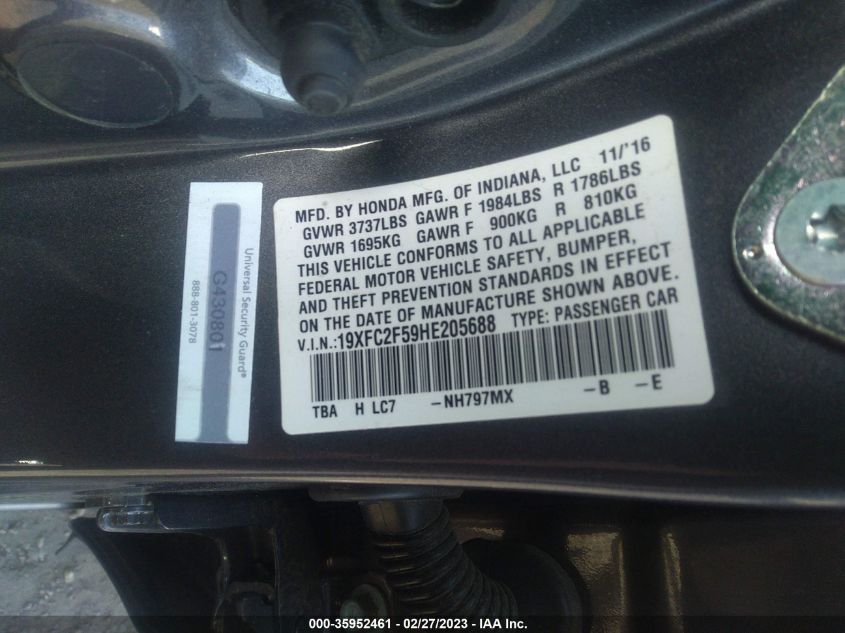 MFD. BY HONDA MFG. OF INDIANA, LLC 11/'16
GVWR 3737LBS GAWR F 1984LBS R 1786LBS
GVWR 1695KG GAWR F 900KG R 810KG
THIS VEHICLE CONFORMS TO ALL APPLICABLE
FEDERAL MOTOR VEHICLE SAFETY, BUMPER,
AND THEFT PREVENTION STANDARDS IN EFFECT
ON THE DATE OF MANUFACTURE SHOWN ABOVE.
V.I.N.:19XFC2F59HE205688 TYPE: PASSENGER CAR
TBA H LC7 -NH797MX -B -E
Universal Security Guard®
G430801
888-801-3078
000-35952461 - 02/27/2023 - IAA Inc.